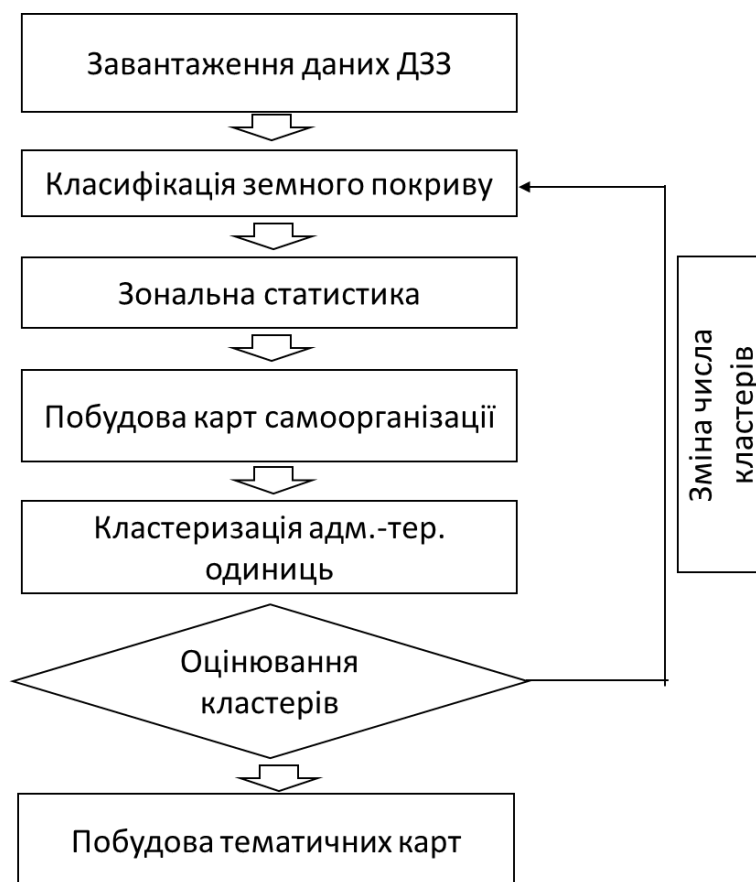 Завантаження даних ДЗЗ
Класифікація земного покриву
Зональна статистика
Побудова карт самоорганізації
Кластеризація адм.-тер.
одиниць
Оцінювання
кластерів
Зміна числа
кластерів
Побудова тематичних карт